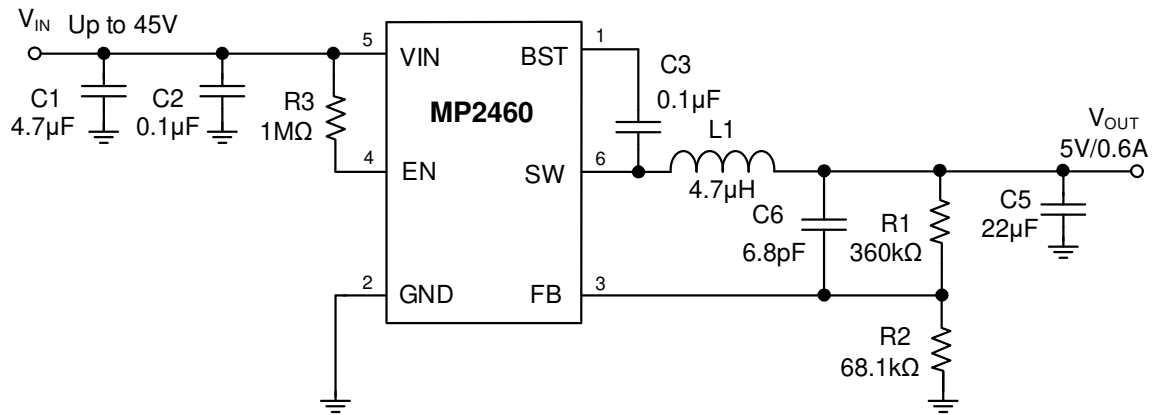 V_IN Up to 45V
C1
4.7µF
C2
0.1µF
R3
1MΩ
5
VIN
4
EN
2
GND
MP2460
BST
1
SW
6
FB
3
C3
0.1µF
L1
4.7µH
V_OUT
5V/0.6A
C6
6.8pF
R1
360kΩ
C5
22µF
R2
68.1kΩ